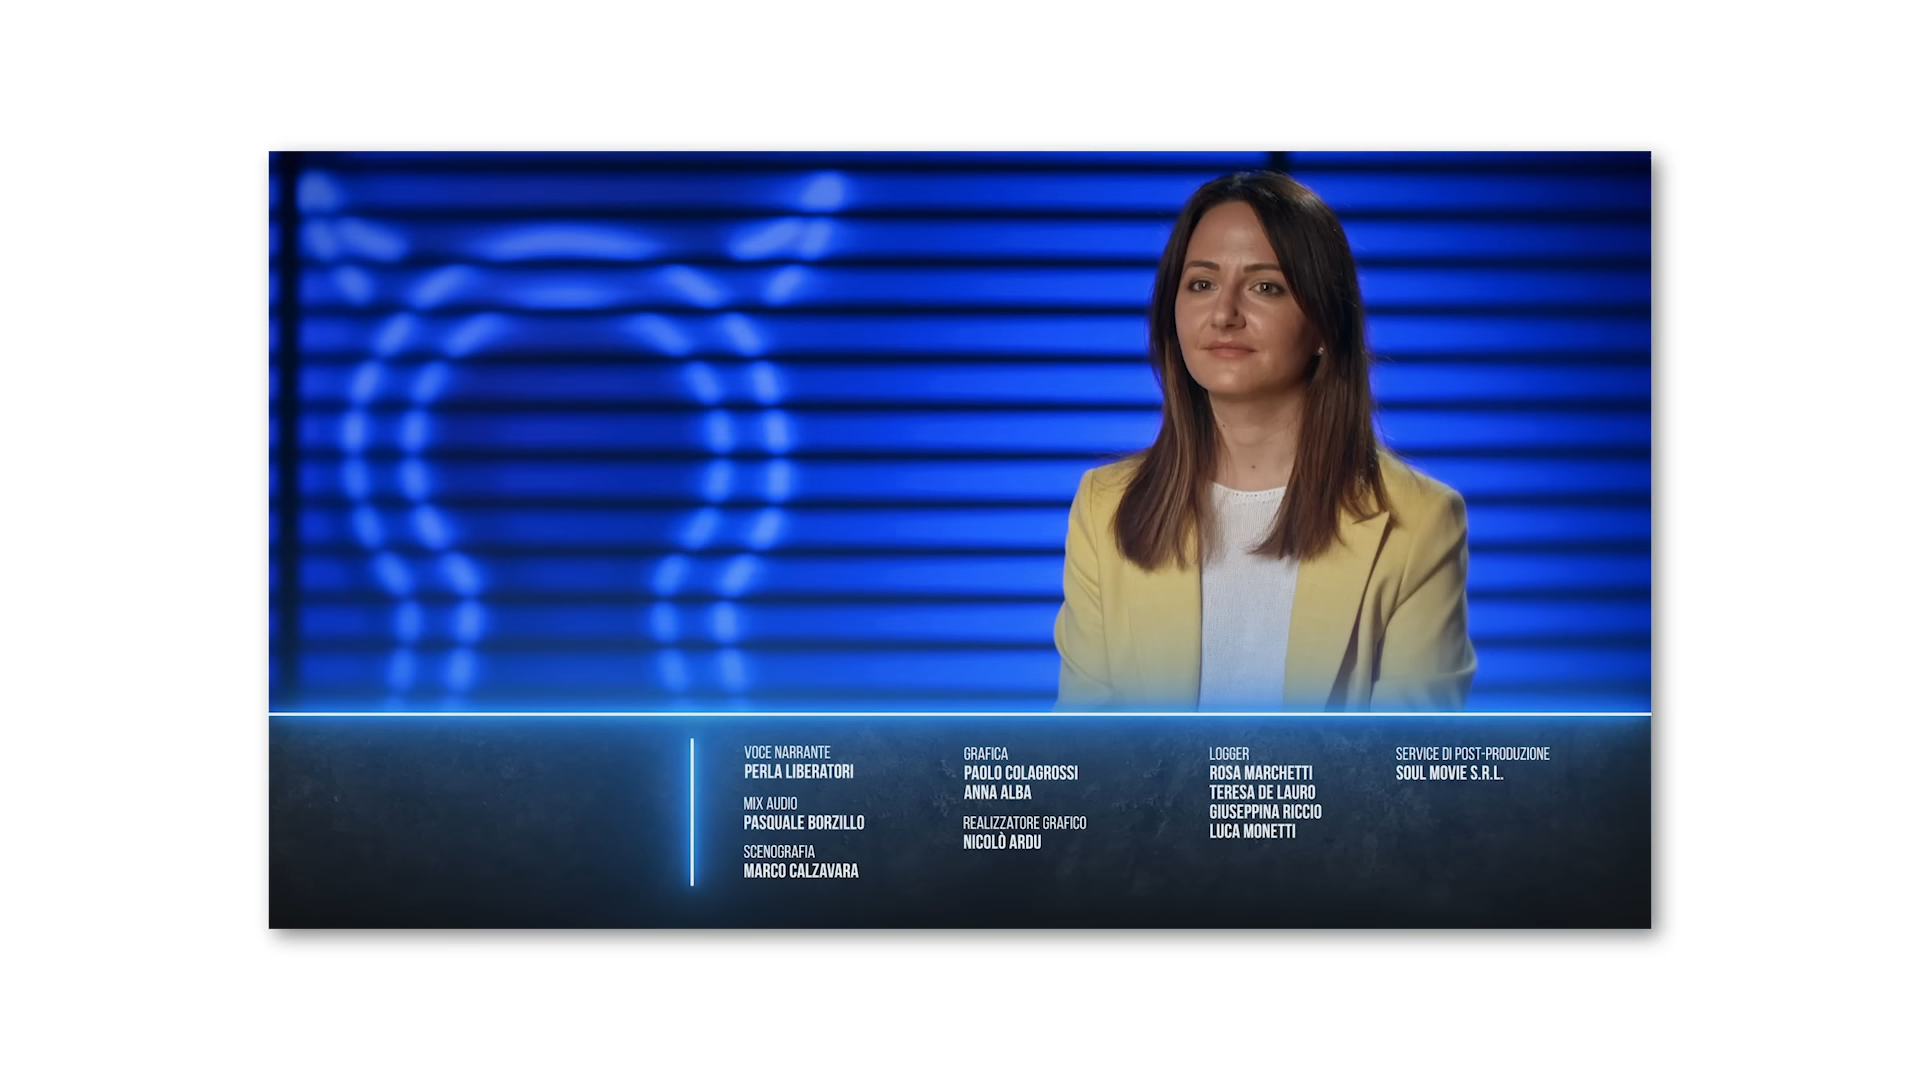 VOCE NARRANTE
PERLA LIBERATORI
MIX AUDIO
PASQUALE BORZILLO
SCENOGRAFIA
MARCO CALZAVARA
GRAFICA
PAOLO COLAGROSSI
ANNA ALBA
REALIZZATORE GRAFICO
NICOLÒ ARDU
LOGGER
ROSA MARCHETTI
TERESA DE LAURO
GIUSEPPINA RICCIO
LUCA MONETTI
SERVICE DI POST-PRODUZIONE
SOUL MOVIE S.R.L.